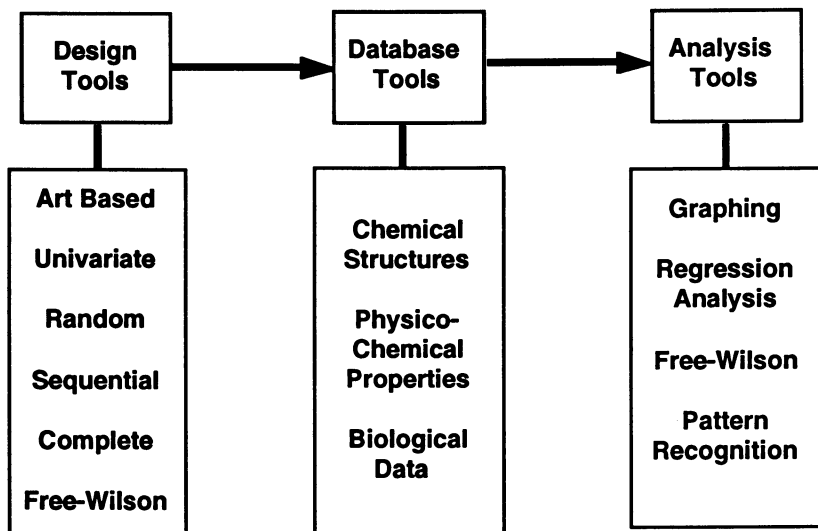 Design
Tools
Database
Tools
Analysis
Tools
Art Based
Univariate
Random
Sequential
Complete
Free-Wilson
Chemical
Structures
Physico-
Chemical
Properties
Biological
Data
Graphing
Regression
Analysis
Free-Wilson
Pattern
Recognition